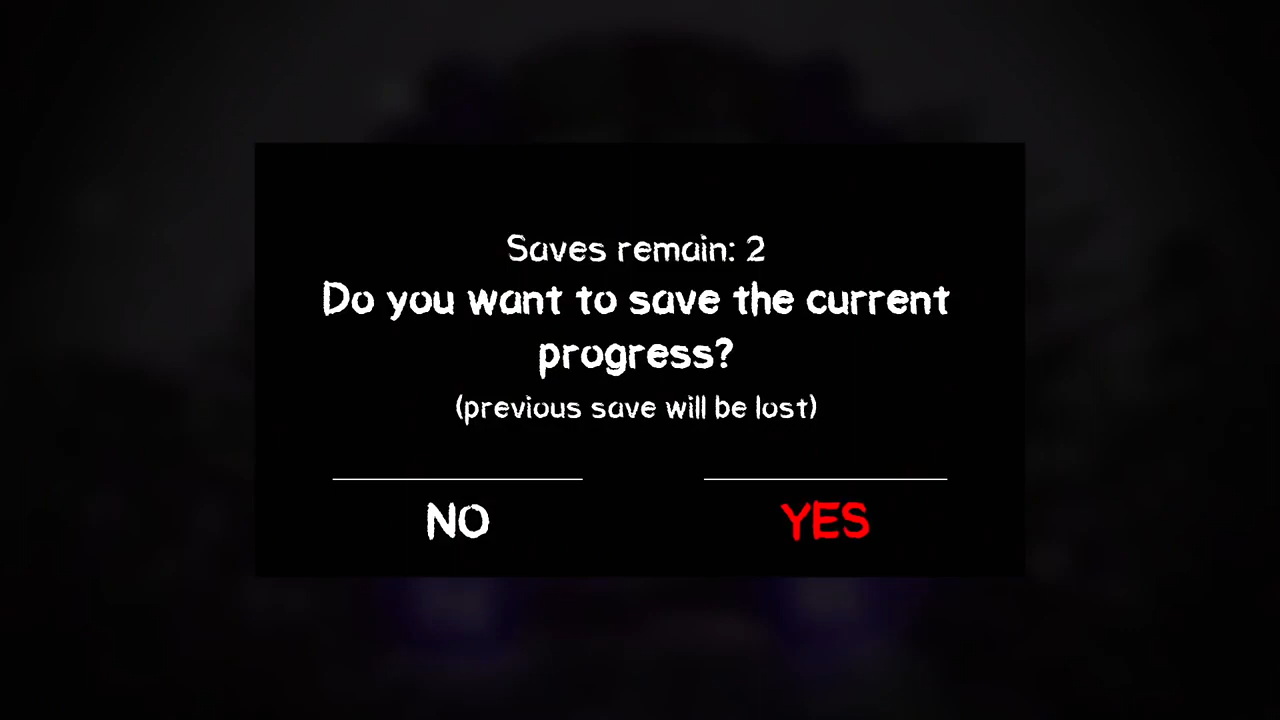 Saves remain: 2
Do you want to save the current
progress?
(previous save will be lost)
NO
YES